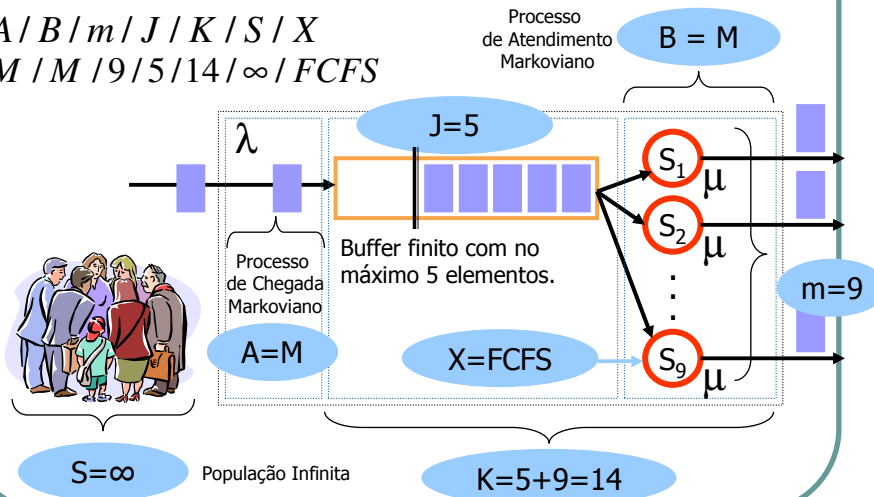 A / B / m / J / K / S / X
M / M / 9 / 5 / 14 / ∞ / FCFS
Processo
de Atendimento
Markoviano
B = M
J=5
λ
S1
μ
S2
μ
Buffer finito com no
máximo 5 elementos.
Processo
de Chegada
Markoviano
m=9
A=M
X=FCFS
S9
μ
S=∞
População Infinita
K=5+9=14